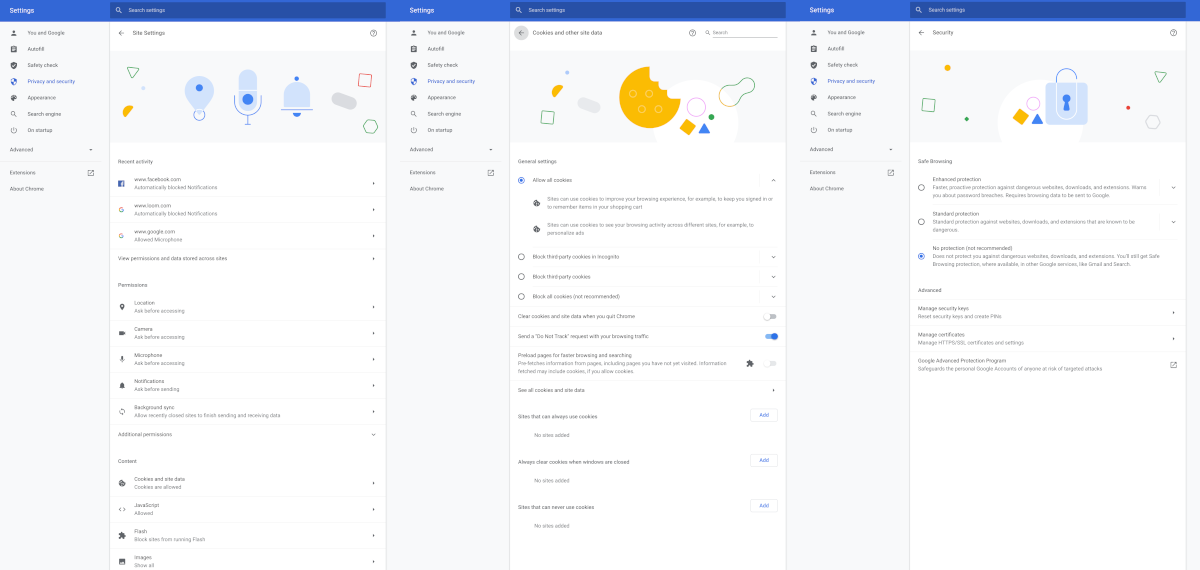 Settings
Search settings
You and Google
Autofill
Safety check
Privacy and security
Appearance
Search engine
On startup
Advanced
Extensions
About Chrome
Site Settings
Recent activity
www.facebook.com
Automatically blocked Notifications
www.loom.com
Automatically blocked Notifications
www.google.com
Allowed Microphone
View permissions and data stored across sites
Permissions
Location
Ask before accessing
Camera
Ask before accessing
Microphone
Ask before accessing
Notifications
Ask before sending
Background sync
Allow recently closed sites to finish sending and receiving data
Additional permissions
Content
Cookies and site data
Cookies are allowed
JavaScript
Allowed
Flash
Block sites from running Flash
Images
Show all
Settings
Search settings
You and Google
Autofill
Safety check
Privacy and security
Appearance
Search engine
On startup
Advanced
Extensions
About Chrome
Cookies and other site data
Search
General settings
Allow all cookies
Sites can use cookies to improve your browsing experience, for example, to keep you signed in or
to remember items in your shopping cart
Sites can use cookies to see your browsing activity across different sites, for example, to
personalize ads
Block third-party cookies in Incognito
Block third-party cookies
Block all cookies (not recommended)
Clear cookies and site data when you quit Chrome
Send a "Do Not Track" request with your browsing traffic
Preload pages for faster browsing and searching
Pre-fetches information from pages, including pages you have not yet visited. Information
fetched may include cookies, if you allow cookies.
See all cookies and site data
Sites that can always use cookies
Add
No sites added
Always clear cookies when windows are closed
Add
No sites added
Sites that can never use cookies
Add
No sites added
Settings
Search settings
You and Google
Autofill
Safety check
Privacy and security
Appearance
Search engine
On startup
Advanced
Extensions
About Chrome
Security
Safe Browsing
Enhanced protection
Faster, proactive protection against dangerous websites, downloads, and extensions. Warns
you about password breaches. Requires browsing data to be sent to Google.
Standard protection
Standard protection against websites, downloads, and extensions that are known to be
dangerous.
No protection (not recommended)
Does not protect you against dangerous websites, downloads, and extensions. You'll still get Safe
Browsing protection, where available, in other Google services, like Gmail and Search.
Advanced
Manage security keys
Reset security keys and create PINs
Manage certificates
Manage HTTPS/SSL certificates and settings
Google Advanced Protection Program
Safeguards the personal Google Accounts of anyone at risk of targeted attacks